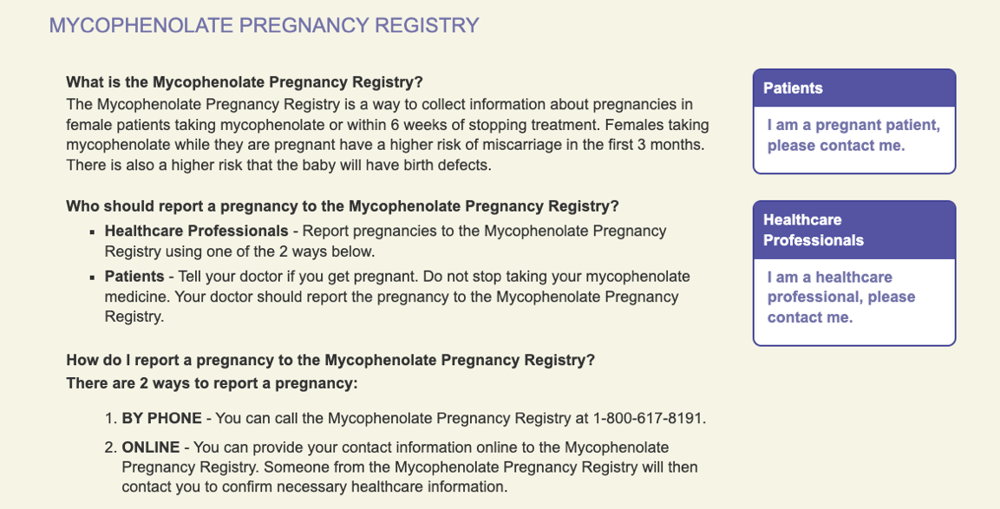 MYCOPHENOLATE PREGNANCY REGISTRY
What is the Mycophenolate Pregnancy Registry?
The Mycophenolate Pregnancy Registry is a way to collect information about pregnancies in
female patients taking mycophenolate or within 6 weeks of stopping treatment. Females taking
mycophenolate while they are pregnant have a higher risk of miscarriage in the first 3 months.
There is also a higher risk that the baby will have birth defects.
Who should report a pregnancy to the Mycophenolate Pregnancy Registry?
▪ Healthcare Professionals - Report pregnancies to the Mycophenolate Pregnancy
Registry using one of the 2 ways below.
▪ Patients - Tell your doctor if you get pregnant. Do not stop taking your mycophenolate
medicine. Your doctor should report the pregnancy to the Mycophenolate Pregnancy
Registry.
How do I report a pregnancy to the Mycophenolate Pregnancy Registry?
There are 2 ways to report a pregnancy:
1. BY PHONE - You can call the Mycophenolate Pregnancy Registry at 1-800-617-8191.
2. ONLINE - You can provide your contact information online to the Mycophenolate
Pregnancy Registry. Someone from the Mycophenolate Pregnancy Registry will then
contact you to confirm necessary healthcare information.
Patients
I am a pregnant patient,
please contact me.
Healthcare
Professionals
I am a healthcare
professional, please
contact me.